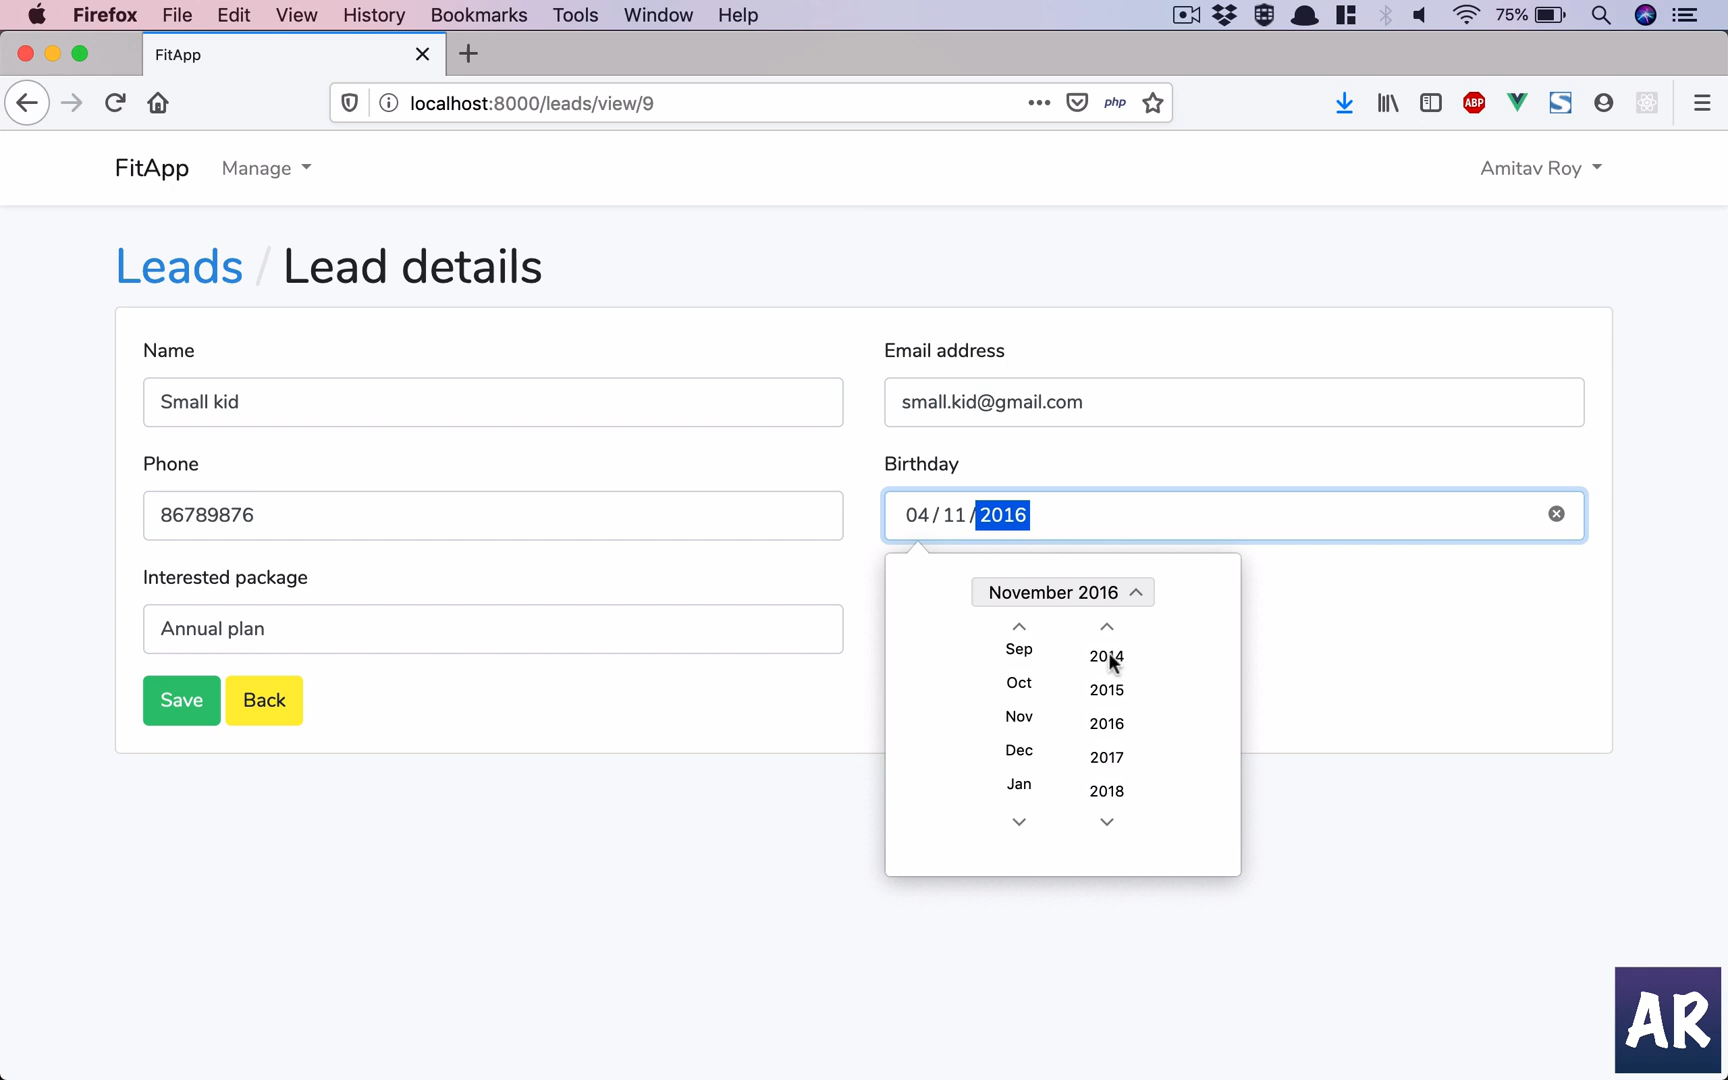 Firefox File Edit View History Bookmarks Tools Window Help 75%
FitApp
localhost:8000/leads/view/9 php ABP
FitApp Manage Amitav Roy
Leads / Lead details
Name Email address
Small kid small.kid@gmail.com
Phone Birthday
86789876 04/11/2016
Interested package November 2016
Annual plan
Sep 2014
Oct 2015
Nov 2016
Dec 2017
Jan 2018
Save Back
AR